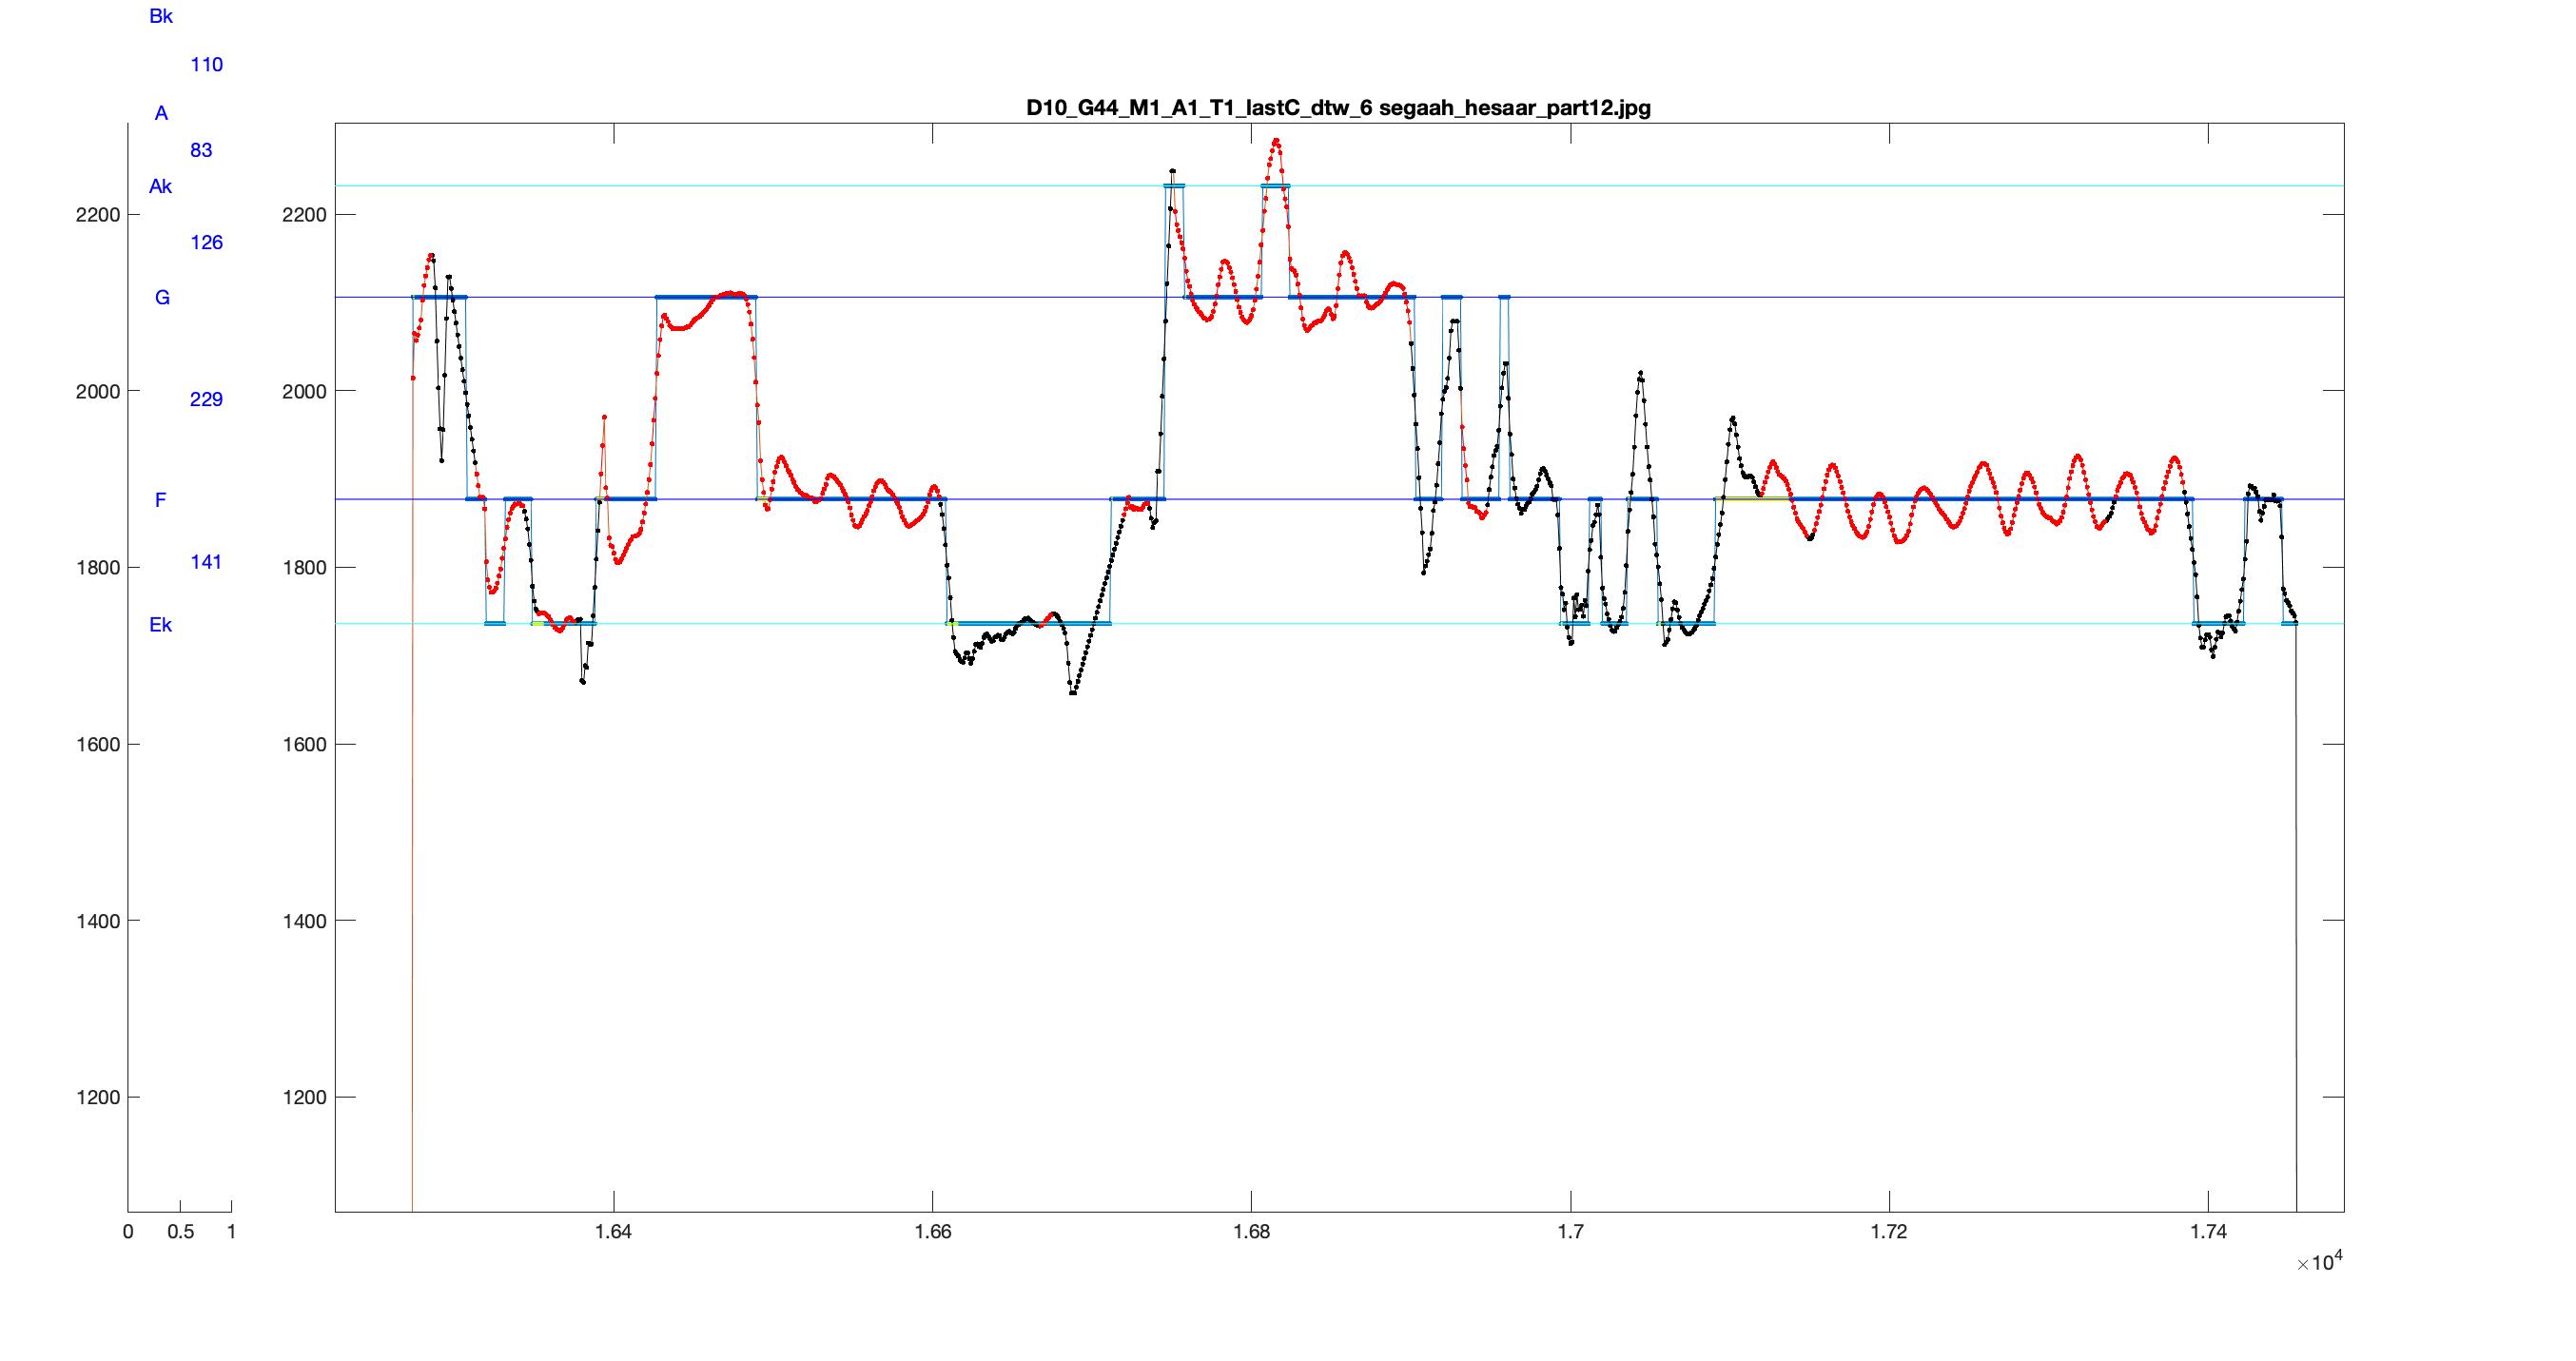 Bk
110
A
D10_G44_M1_A1_T1_lastC_dtw_6 segaah_hesaar_part12.jpg
83
Ak
2200 2200
126
G
2000 2000
229
F
1800 141 1800
Ek
1600 1600
1400 1400
1200 1200
0 0.5 1 1.64 1.66 1.68 1.7 1.72 1.74
×10^4